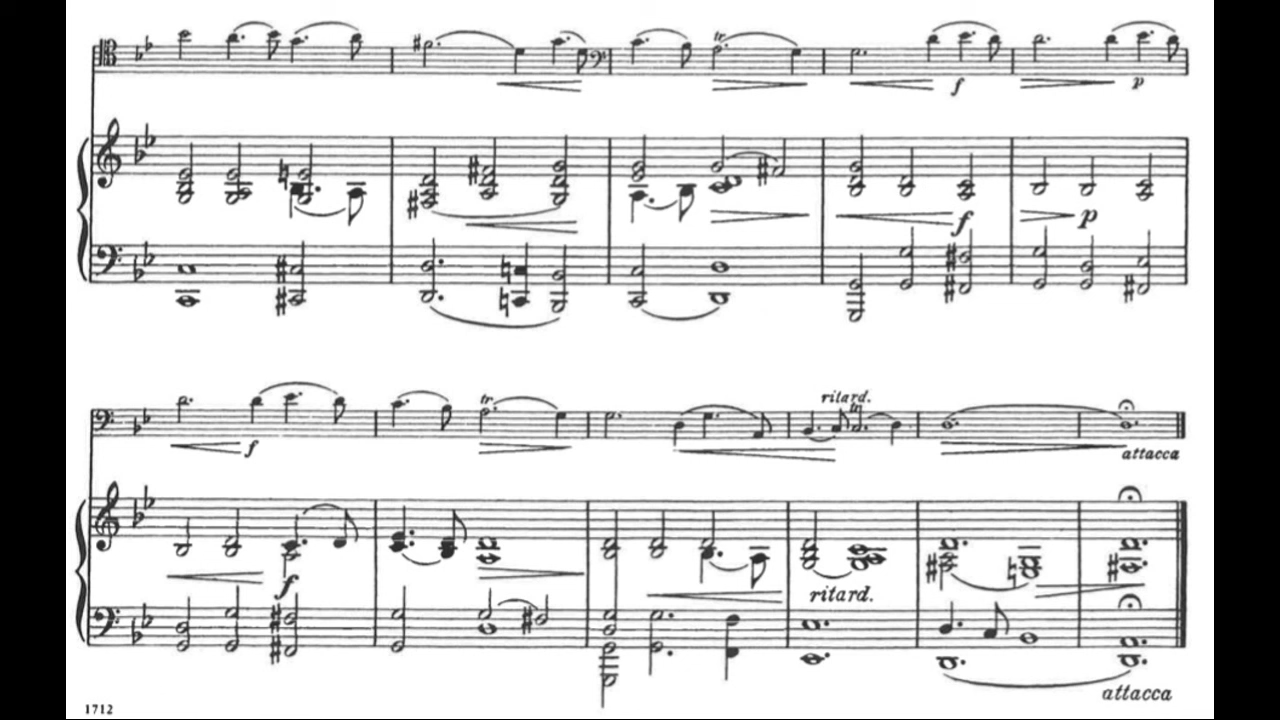 tr
f p
f
p
ritard.
tr tr
f attacca
f
ritard.
attacca
1712